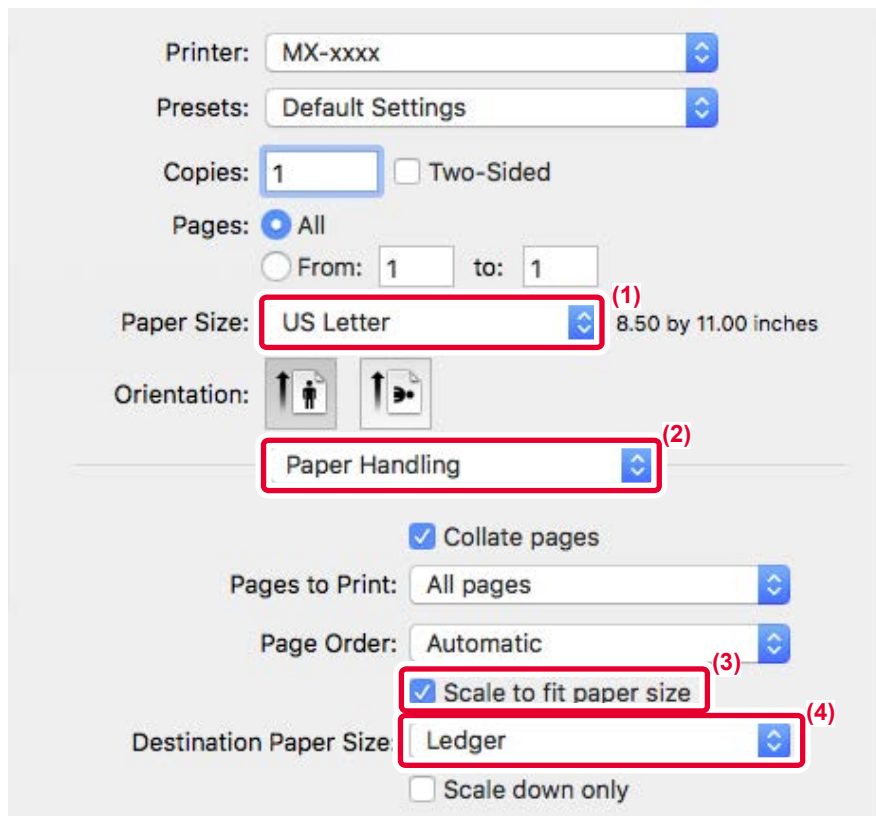 Printer: MX-xxxx
Presets: Default Settings
Copies: 1 Two-Sided
Pages: All
From: 1 to: 1
(1)
Paper Size: US Letter 8.50 by 11.00 inches
Orientation:
(2)
Paper Handling
Collate pages
Pages to Print: All pages
Page Order: Automatic
(3)
Scale to fit paper size
(4)
Destination Paper Size: Ledger
Scale down only